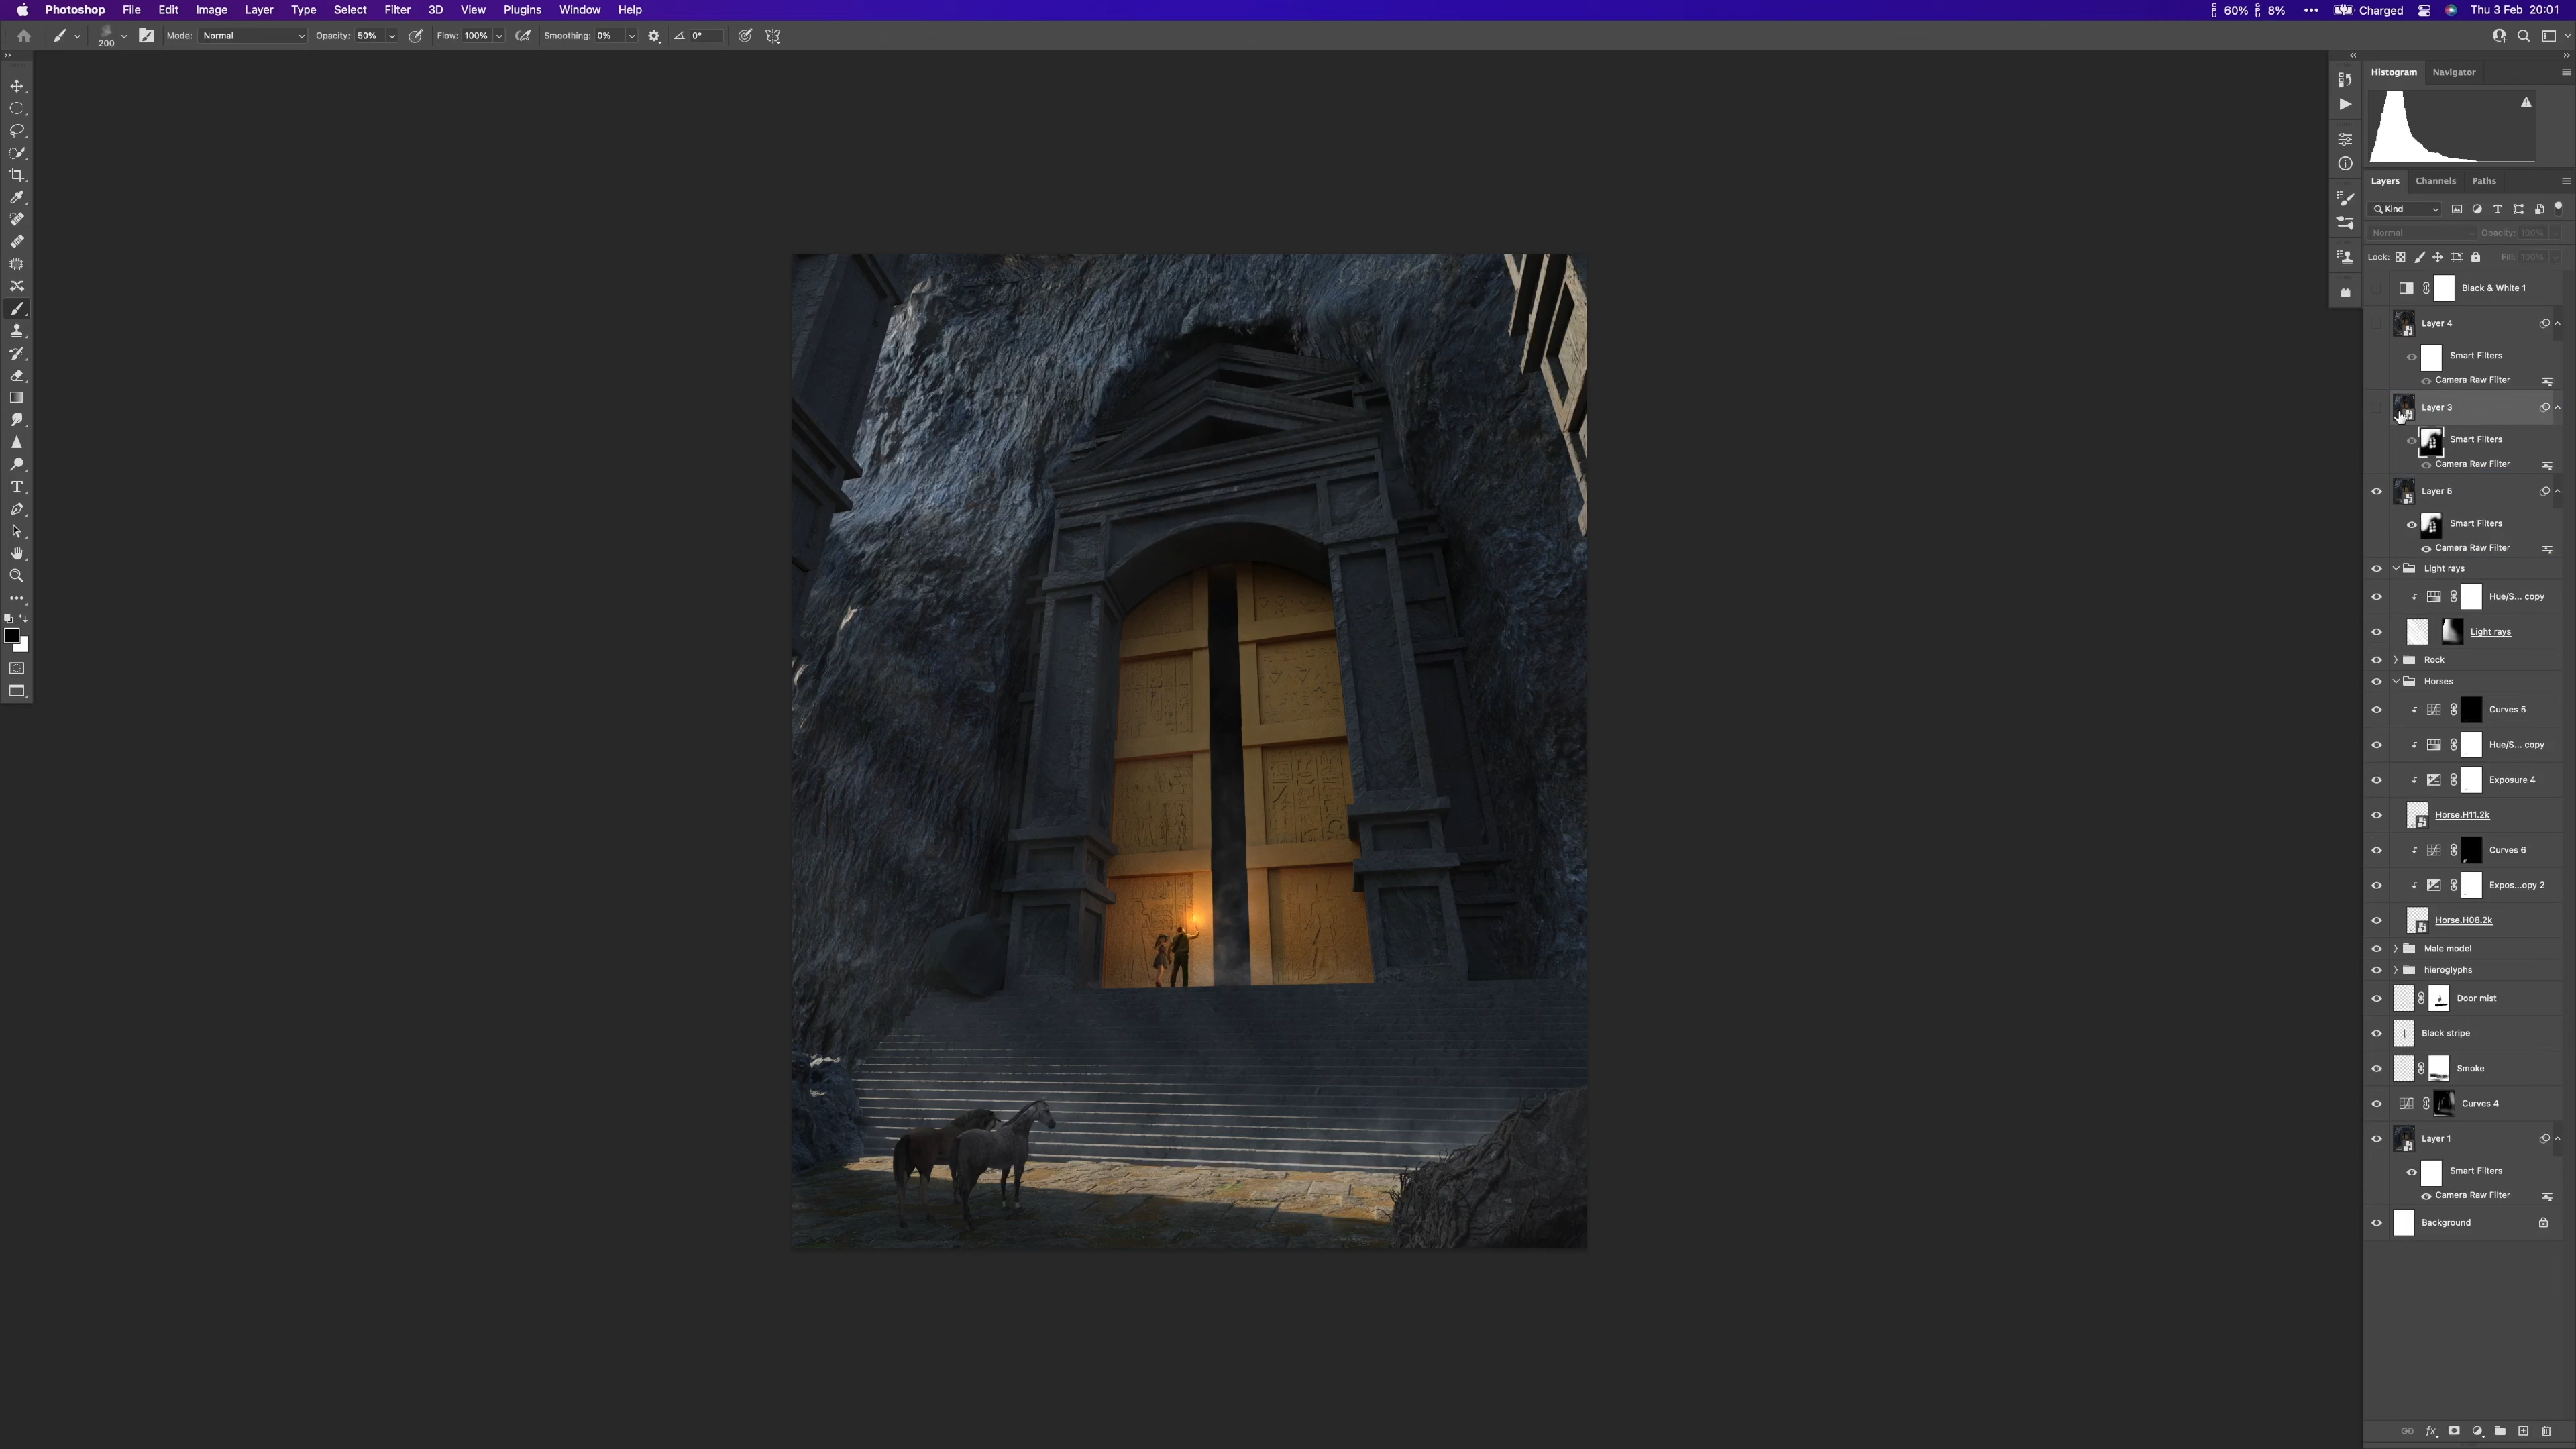 Photoshop File Edit Image Layer Type Select Filter 3D View Plugins Window Help 60% 8% Charged Thu 3 Feb 20:01
200 Mode: Normal Opacity: 50% Flow: 100% Smoothing: 0% 0°
Histogram Navigator
Layers Channels Paths
Kind
Normal Opacity: 100%
Lock: Fill: 100%
Black & White 1
Layer 4
Smart Filters
Camera Raw Filter
Layer 3
Smart Filters
Camera Raw Filter
Layer 5
Smart Filters
Camera Raw Filter
Light rays
Hue/S... copy
Light rays
Rock
Horses
Curves 5
Hue/S... copy
Exposure 4
Horse.H11.2k
Curves 6
Expos...opy 2
Horse.H08.2k
Male model
hieroglyphs
Door mist
Black stripe
Smoke
Curves 4
Layer 1
Smart Filters
Camera Raw Filter
Background
fx